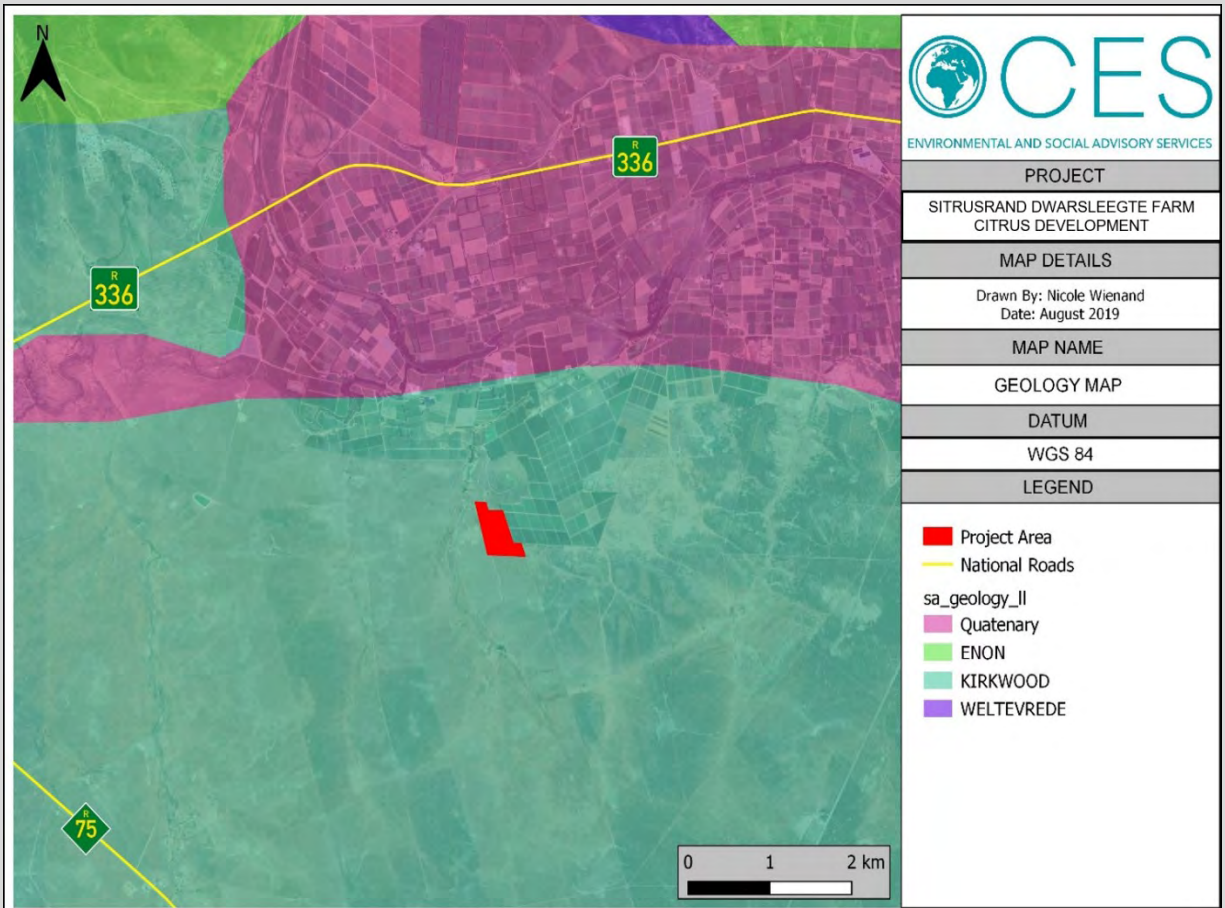 N
R
336
R
336
R
75
0 1 2 km
CES
ENVIRONMENTAL AND SOCIAL ADVISORY SERVICES
PROJECT
SITRUSRAND DWARSLEEGTE FARM
CITRUS DEVELOPMENT
MAP DETAILS
Drawn By: Nicole Wienand
Date: August 2019
MAP NAME
GEOLOGY MAP
DATUM
WGS 84
LEGEND
Project Area
National Roads
sa_geology_ll
Quatenary
ENON
KIRKWOOD
WELTEVREDE